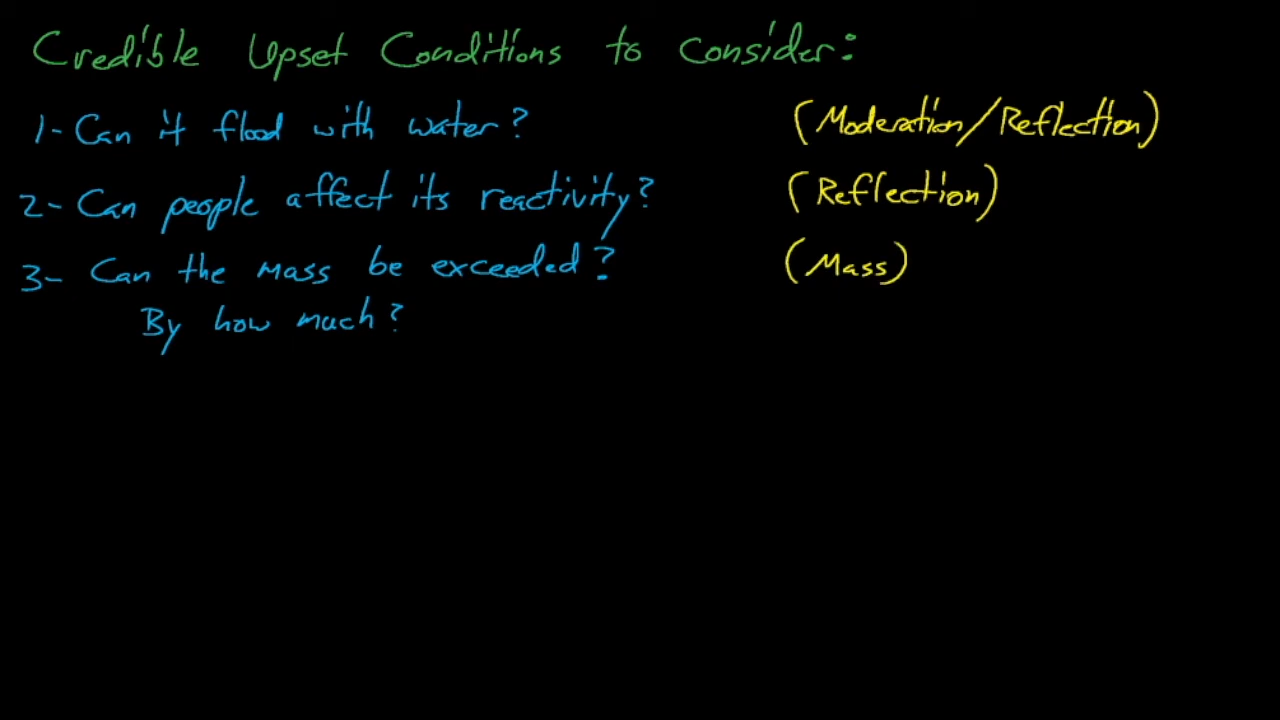 Credible Upset Conditions to consider:
1- Can it flood with water? (Moderation/Reflection)
2- Can people affect its reactivity? (Reflection)
3- Can the mass be exceeded? (Mass)
By how much?